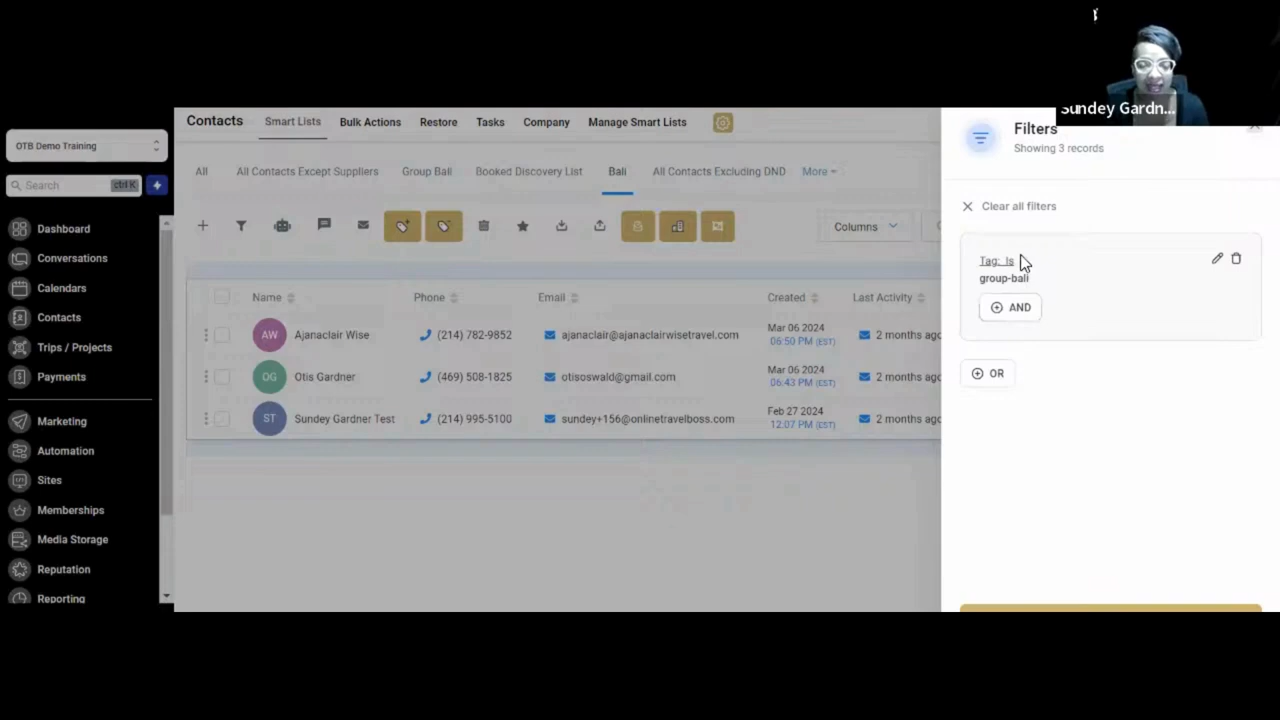 Sundey Gardn...
OTB Demo Training
Search
ctrl K
Dashboard
Conversations
Calendars
Contacts
Trips / Projects
Payments
Marketing
Automation
Sites
Memberships
Media Storage
Reputation
Reporting
Contacts Smart Lists Bulk Actions Restore Tasks Company Manage Smart Lists
All All Contacts Except Suppliers Group Bali Booked Discovery List Bali All Contacts Excluding DND More
Columns
Name Phone Email Created Last Activity
AW Ajanaclair Wise (214) 782-9852 ajanaclair@ajanaclairwisetravel.com Mar 06 2024 2 months ago
06:50 PM (EST)
OG Otis Gardner (469) 508-1825 otisoswald@gmail.com Mar 06 2024 2 months ago
06:43 PM (EST)
ST Sundey Gardner Test (214) 995-5100 sundey+156@onlinetravelboss.com Feb 27 2024 2 months ago
12:07 PM (EST)
Filters
Showing 3 records
Clear all filters
Tag: Is
group-bali
AND
OR